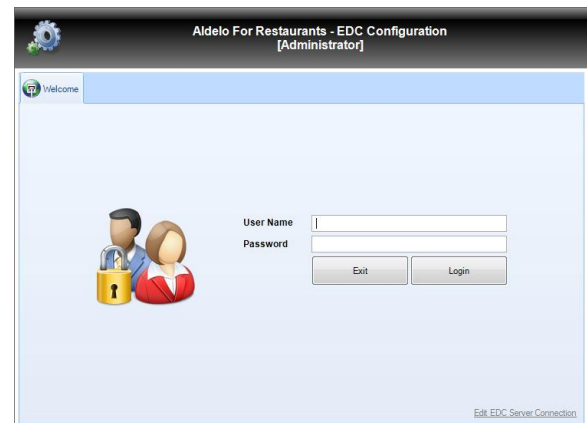 Aldelo For Restaurants - EDC Configuration
[Administrator]
Welcome
User Name
Password
Exit Login
Edit EDC Server Connection